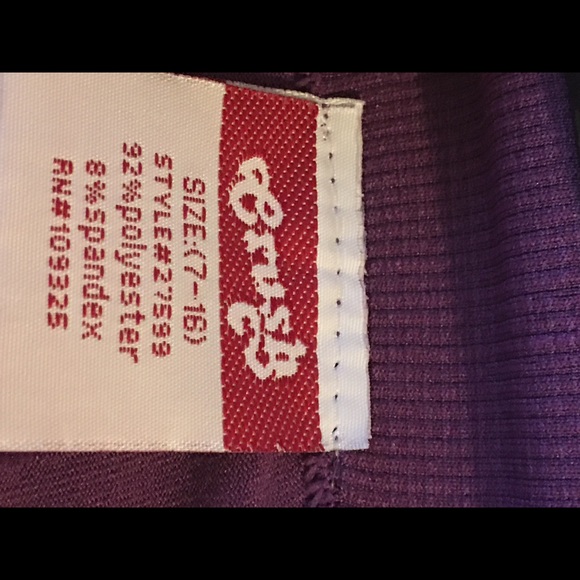 SIZE:(7-16)
STYLE#27599
92%polyester
8%spandex
RN#109325